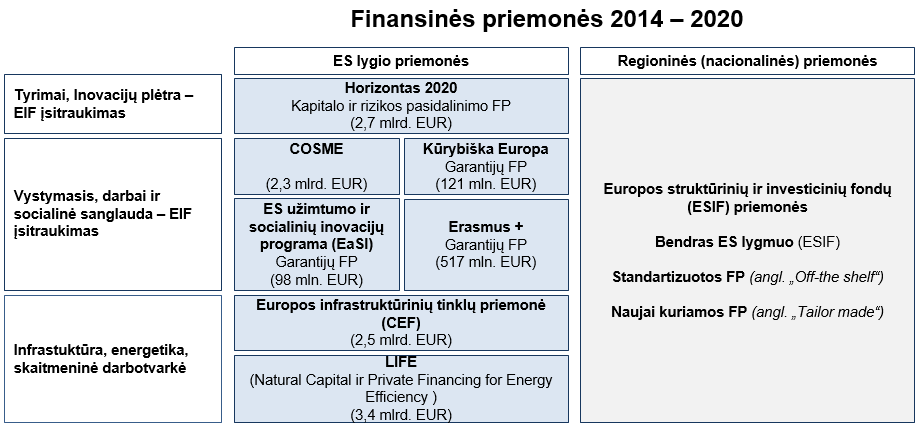 Finansinės priemonės 2014 – 2020
ES lygio priemonės
Regioninės (nacionalinės) priemonės
Tyrimai, Inovacijų plėtra –
EIF įsitraukimas
Horizontas 2020
Kapitalo ir rizikos pasidalinimo FP
(2,7 mlrd. EUR)
Vystymasis, darbai ir
socialinė sanglauda – EIF
įsitraukimas
COSME
(2,3 mlrd. EUR)
Kūrybiška Europa
Garantijų FP
(121 mln. EUR)
ES užimtumo ir
socialinių inovacijų
programa (EaSI)
Garantijų FP
(98 mln. EUR)
Erasmus +
Garantijų FP
(517 mln. EUR)
Infrastuktūra, energetika,
skaitmeninė darbotvarkė
Europos infrastruktūrinių tinklų priemonė
(CEF)
(2,5 mlrd. EUR)
LIFE
(Natural Capital ir Private Financing for Energy
Efficiency )
(3,4 mlrd. EUR)
Europos struktūrinių ir investicinių fondų
(ESIF) priemonės
Bendras ES lygmuo (ESIF)
Standartizuotos FP (angl. „Off-the shelf“)
Naujai kuriamos FP (angl. „Tailor made“)